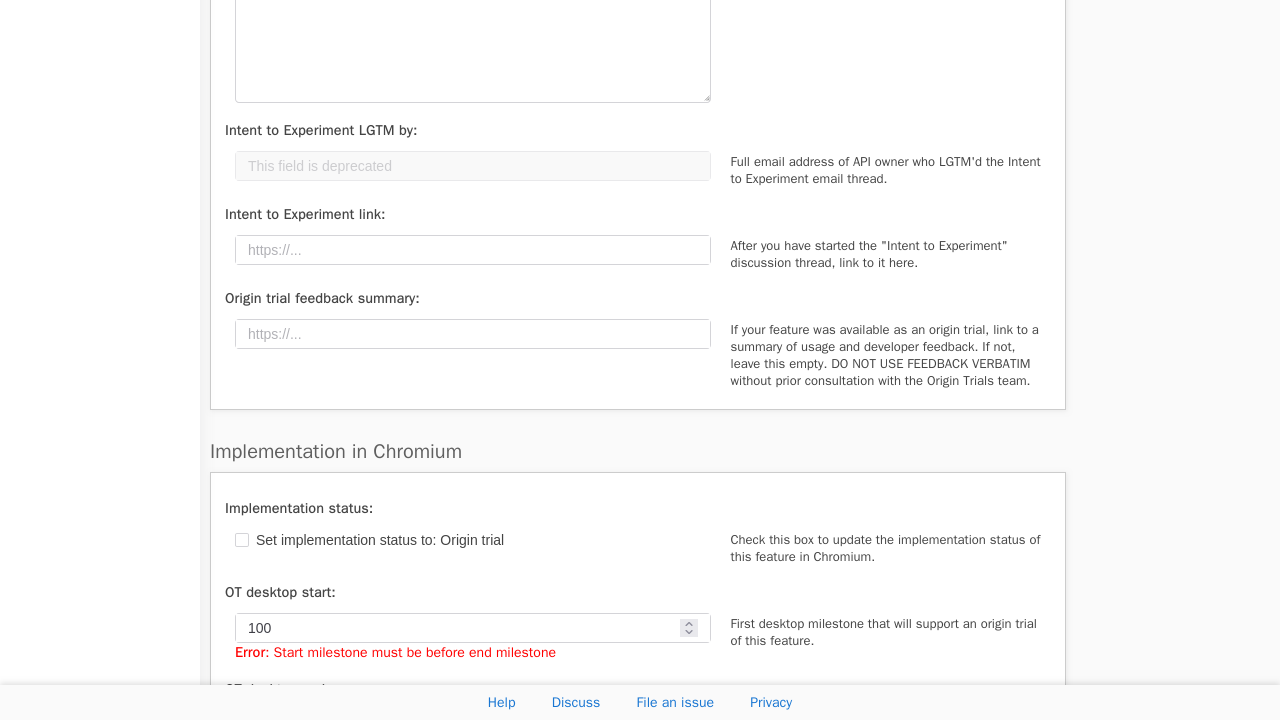 Intent to Experiment LGTM by:
This field is deprecated
Full email address of API owner who LGTM'd the Intent
to Experiment email thread.
Intent to Experiment link:
https://...
After you have started the "Intent to Experiment"
discussion thread, link to it here.
Origin trial feedback summary:
https://...
If your feature was available as an origin trial, link to a
summary of usage and developer feedback. If not,
leave this empty. DO NOT USE FEEDBACK VERBATIM
without prior consultation with the Origin Trials team.
Implementation in Chromium
Implementation status:
Set implementation status to: Origin trial
Check this box to update the implementation status of
this feature in Chromium.
OT desktop start:
100
First desktop milestone that will support an origin trial
of this feature.
Error: Start milestone must be before end milestone
Help Discuss File an issue Privacy